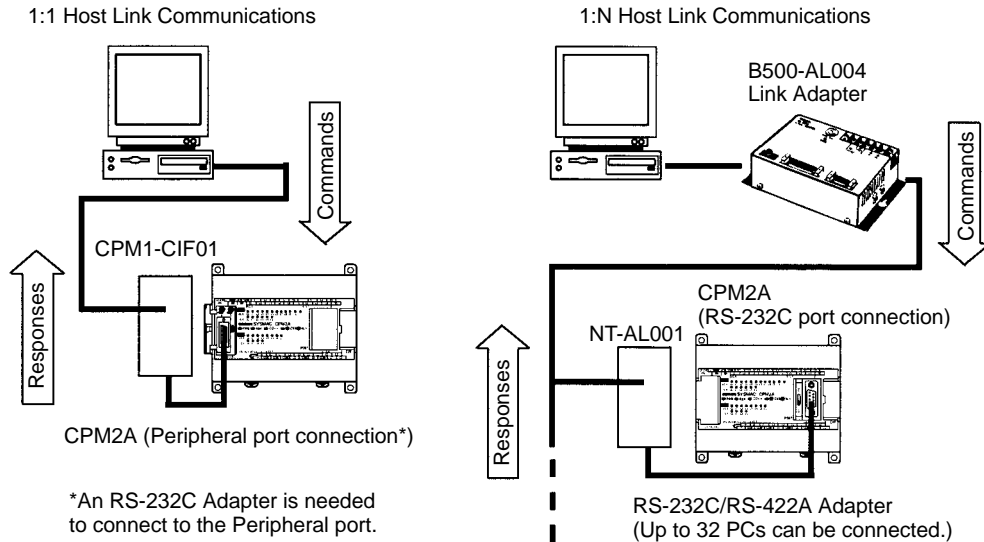 1:1 Host Link Communications
Commands
CPM1-CIF01
Responses
CPM2A (Peripheral port connection*)
*An RS-232C Adapter is needed
to connect to the Peripheral port.
1:N Host Link Communications
B500-AL004
Link Adapter
Commands
CPM2A
(RS-232C port connection)
NT-AL001
Responses
RS-232C/RS-422A Adapter
(Up to 32 PCs can be connected.)